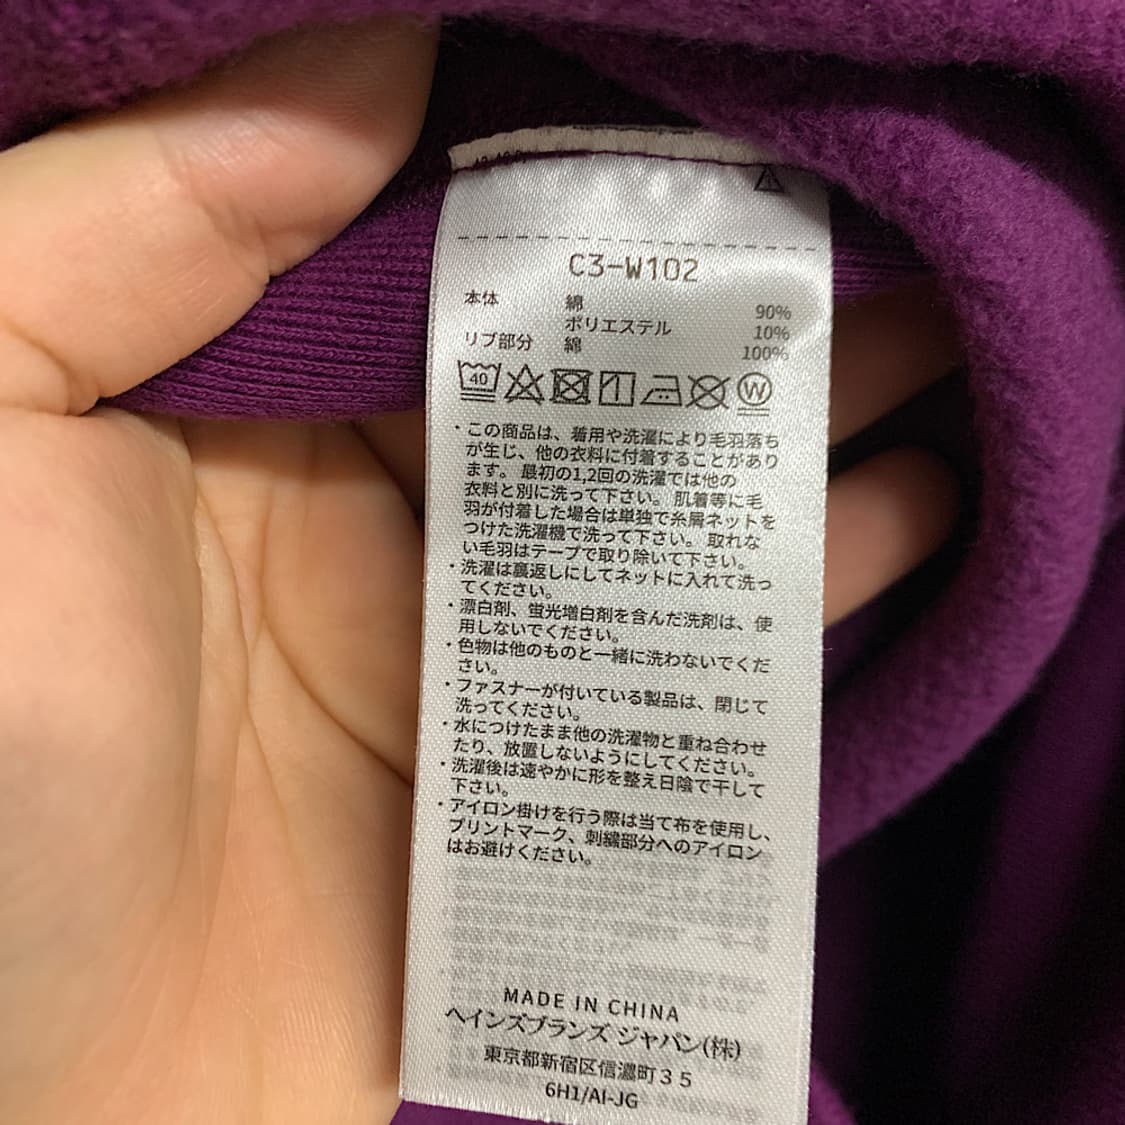 C3-W102
本体 綿 90%
ポリエステル 10%
リブ部分 綿 100%
40
W
・この商品は、着用や洗濯により毛羽落ち
が生じ、他の衣料に付着することがあり
ます。最初の1,2回の洗濯では他の
衣料と別に洗って下さい。肌着等に毛
羽が付着した場合は単独で糸屑ネットを
つけた洗濯機で洗って下さい。取れな
い毛羽はテープで取り除いて下さい。
・洗濯は裏返しにしてネットに入れて洗っ
てください。
・漂白剤、蛍光増白剤を含んだ洗剤は、使
用しないでください。
・色物は他のものと一緒に洗わないでくだ
さい。
・ファスナーが付いている製品は、閉じて
洗ってください。
・水につけたまま他の洗濯物と重ね合わせ
たり、放置しないようにしてください。
・洗濯後は速やかに形を整え日陰で干して
下さい。
・アイロン掛けを行う際は当て布を使用し、
プリントマーク、刺繍部分へのアイロン
はお避けください。
MADE IN CHINA
ヘインズブランズ ジャパン(株)
東京都新宿区信濃町35
6H1/AI-JG